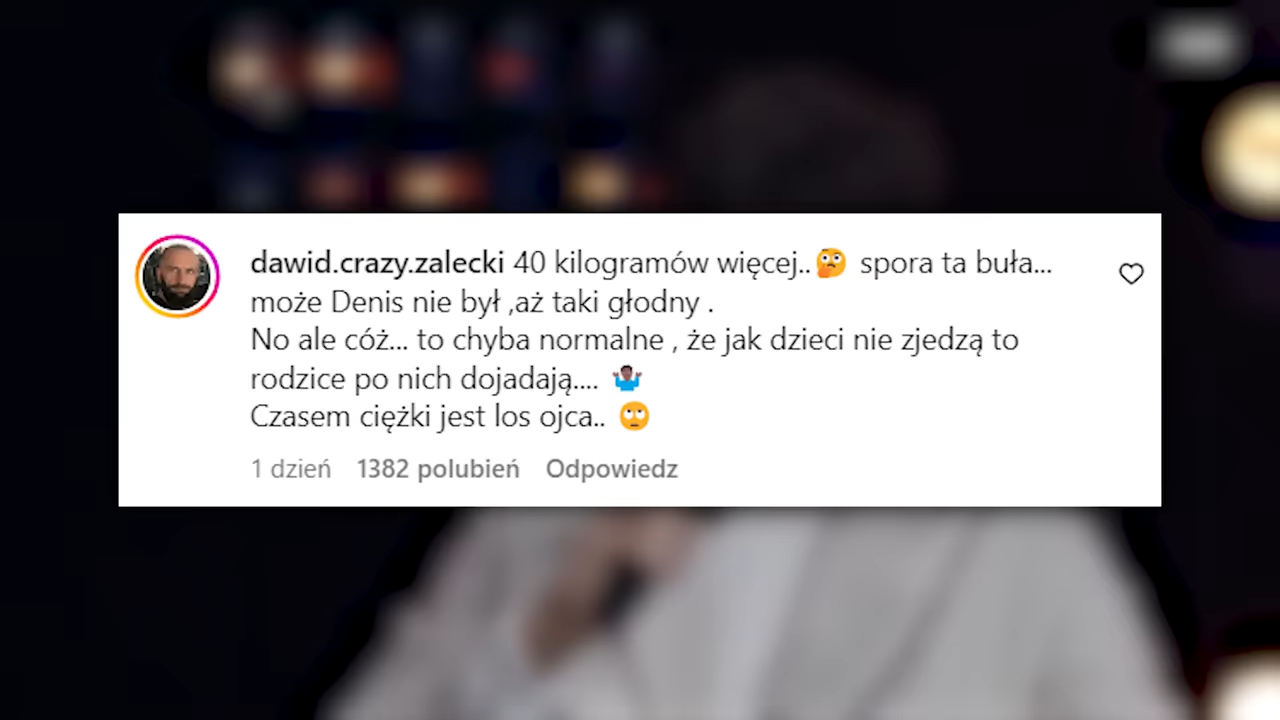 dawid.crazy.zalecki 40 kilogramów więcej..🤔 spora ta buła...
może Denis nie był ,aż taki głodny .
No ale cóż... to chyba normalne , że jak dzieci nie zjedzą to
rodzice po nich dojadają.... 🤷🏾‍♂️
Czasem ciężki jest los ojca.. 🙄
1 dzień 1382 polubień Odpowiedz